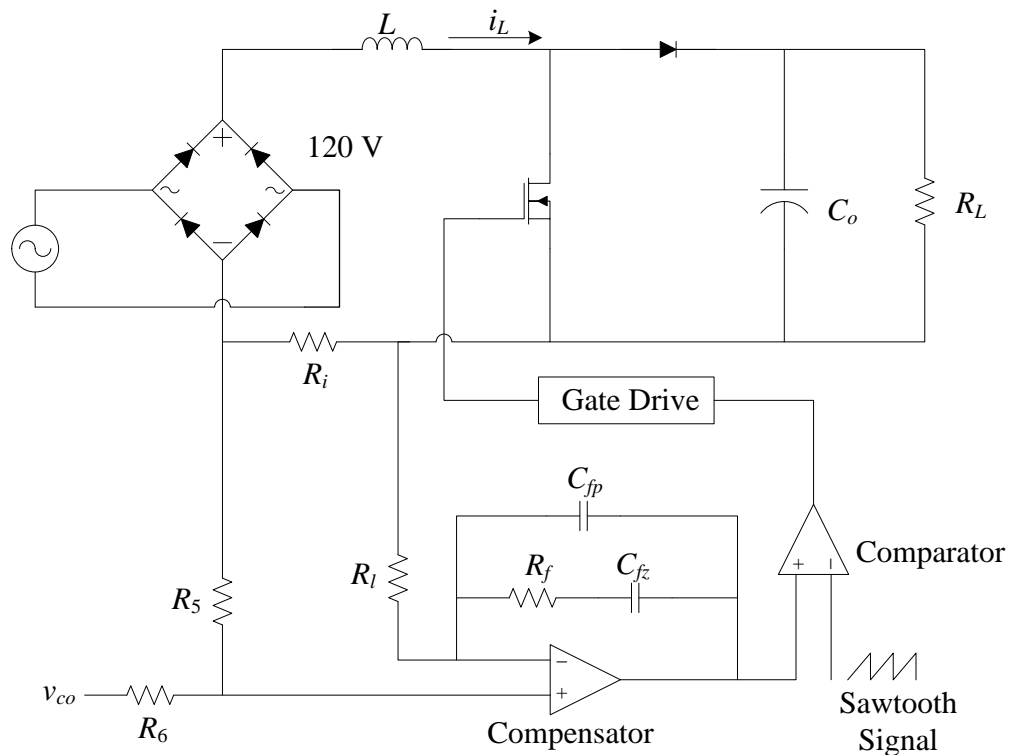 L
i_L
120 V
C_o
R_L
R_i
Gate Drive
C_fp
R_f
C_fz
R_l
Comparator
R_5
v_co
R_6
Compensator
Sawtooth
Signal